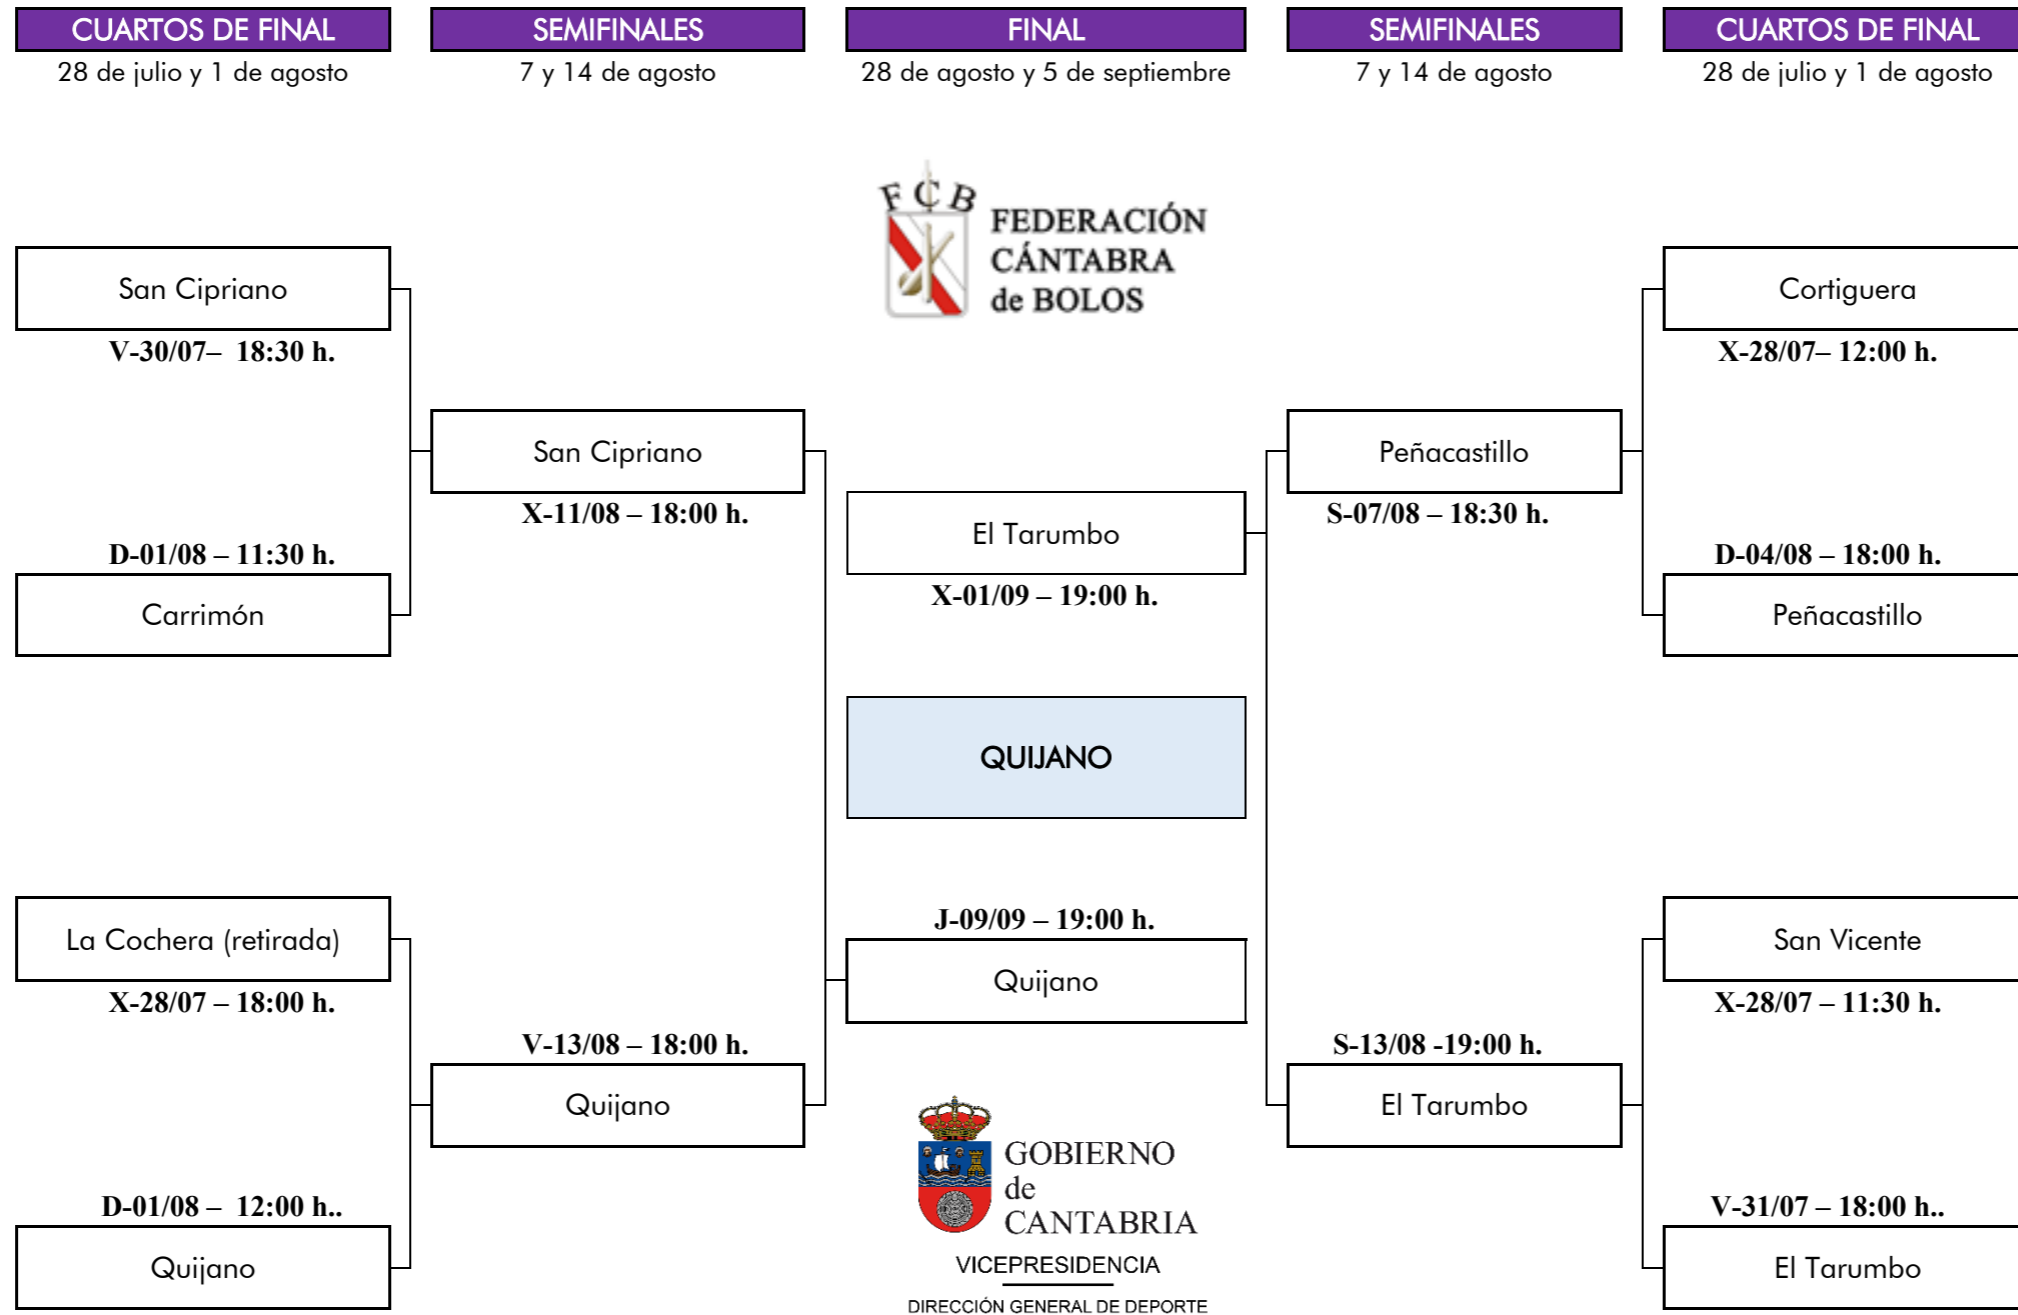 CUARTOS DE FINAL
28 de julio y 1 de agosto
SEMIFINALES
7 y 14 de agosto
FINAL
28 de agosto y 5 de septiembre
SEMIFINALES
7 y 14 de agosto
CUARTOS DE FINAL
28 de julio y 1 de agosto
San Cipriano
V-30/07– 18:30 h.
D-01/08 – 11:30 h.
Carrimón
La Cochera (retirada)
X-28/07 – 18:00 h.
D-01/08 – 12:00 h..
Quijano
San Cipriano
X-11/08 – 18:00 h.
V-13/08 – 18:00 h.
Quijano
FCB
FEDERACIÓN
CÁNTABRA
de BOLOS
El Tarumbo
X-01/09 – 19:00 h.
QUIJANO
J-09/09 – 19:00 h.
Quijano
GOBIERNO
de
CANTABRIA
VICEPRESIDENCIA
DIRECCIÓN GENERAL DE DEPORTE
Peñacastillo
S-07/08 – 18:30 h.
S-13/08 -19:00 h.
El Tarumbo
Cortiguera
X-28/07– 12:00 h.
D-04/08 – 18:00 h.
Peñacastillo
San Vicente
X-28/07 – 11:30 h.
V-31/07 – 18:00 h..
El Tarumbo